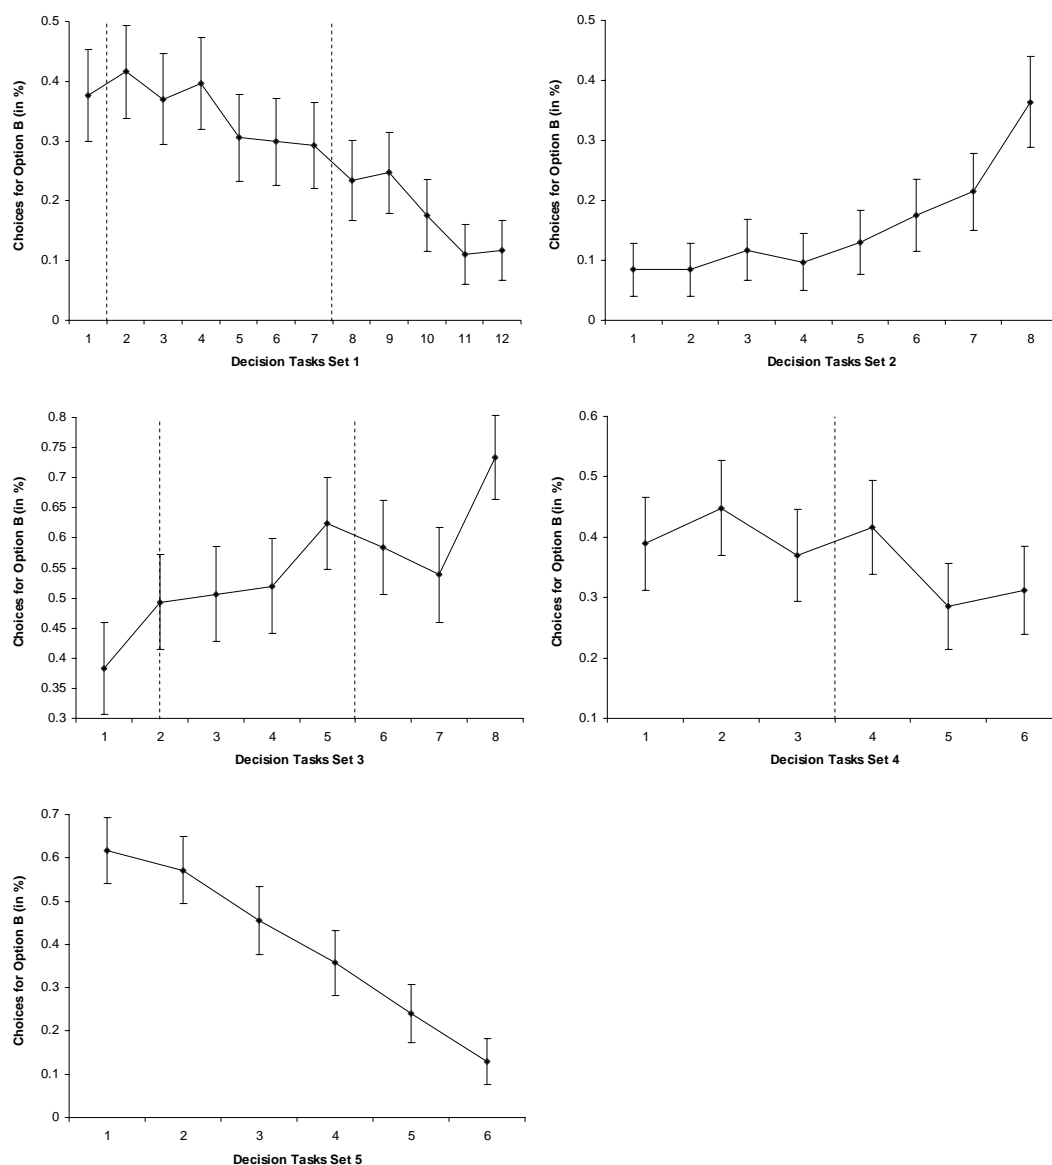 Choices for Option B (in %)
0.5
0.4
0.3
0.2
0.1
0
1 2 3 4 5 6 7 8 9 10 11 12
Decision Tasks Set 1
Choices for Option B (in %)
0.5
0.4
0.3
0.2
0.1
0
1 2 3 4 5 6 7 8
Decision Tasks Set 2
Choices for Option B (in %)
0.8
0.75
0.7
0.65
0.6
0.55
0.5
0.45
0.4
0.35
0.3
1 2 3 4 5 6 7 8
Decision Tasks Set 3
Choices for Option B (in %)
0.6
0.5
0.4
0.3
0.1
1 2 3 4 5 6
Decision Tasks Set 4
Choices for Option B (in %)
0.7
0.6
0.5
0.4
0.3
0.2
0.1
0
1 2 3 4 5 6
Decision Tasks Set 5